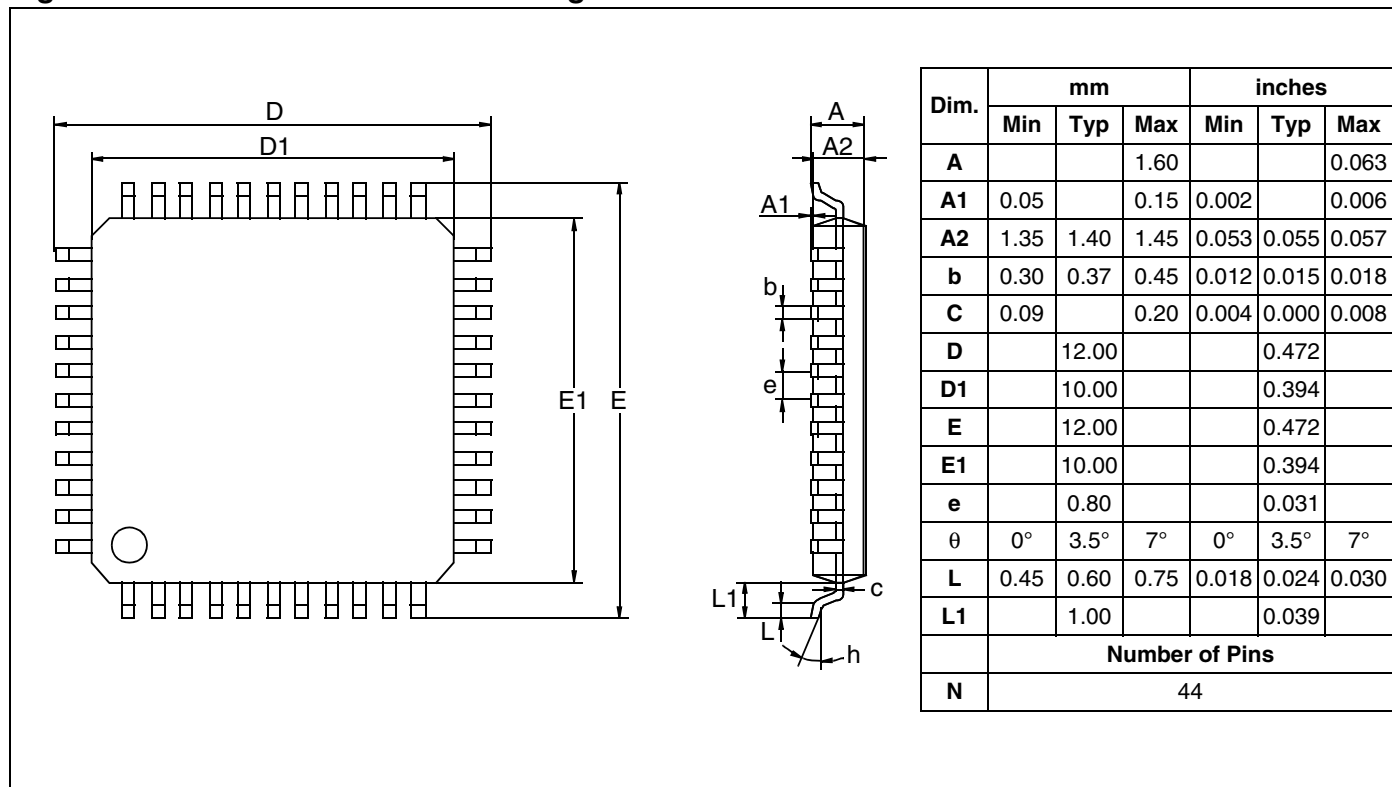 D
D1
E1 E
A
A2
A1
b
e
c
L1
L
h
Dim. mm inches
Min Typ Max Min Typ Max
A 1.60 0.063
A1 0.05 0.15 0.002 0.006
A2 1.35 1.40 1.45 0.053 0.055 0.057
b 0.30 0.37 0.45 0.012 0.015 0.018
C 0.09 0.20 0.004 0.000 0.008
D 12.00 0.472
D1 10.00 0.394
E 12.00 0.472
E1 10.00 0.394
e 0.80 0.031
θ 0° 3.5° 7° 0° 3.5° 7°
L 0.45 0.60 0.75 0.018 0.024 0.030
L1 1.00 0.039
Number of Pins
N 44